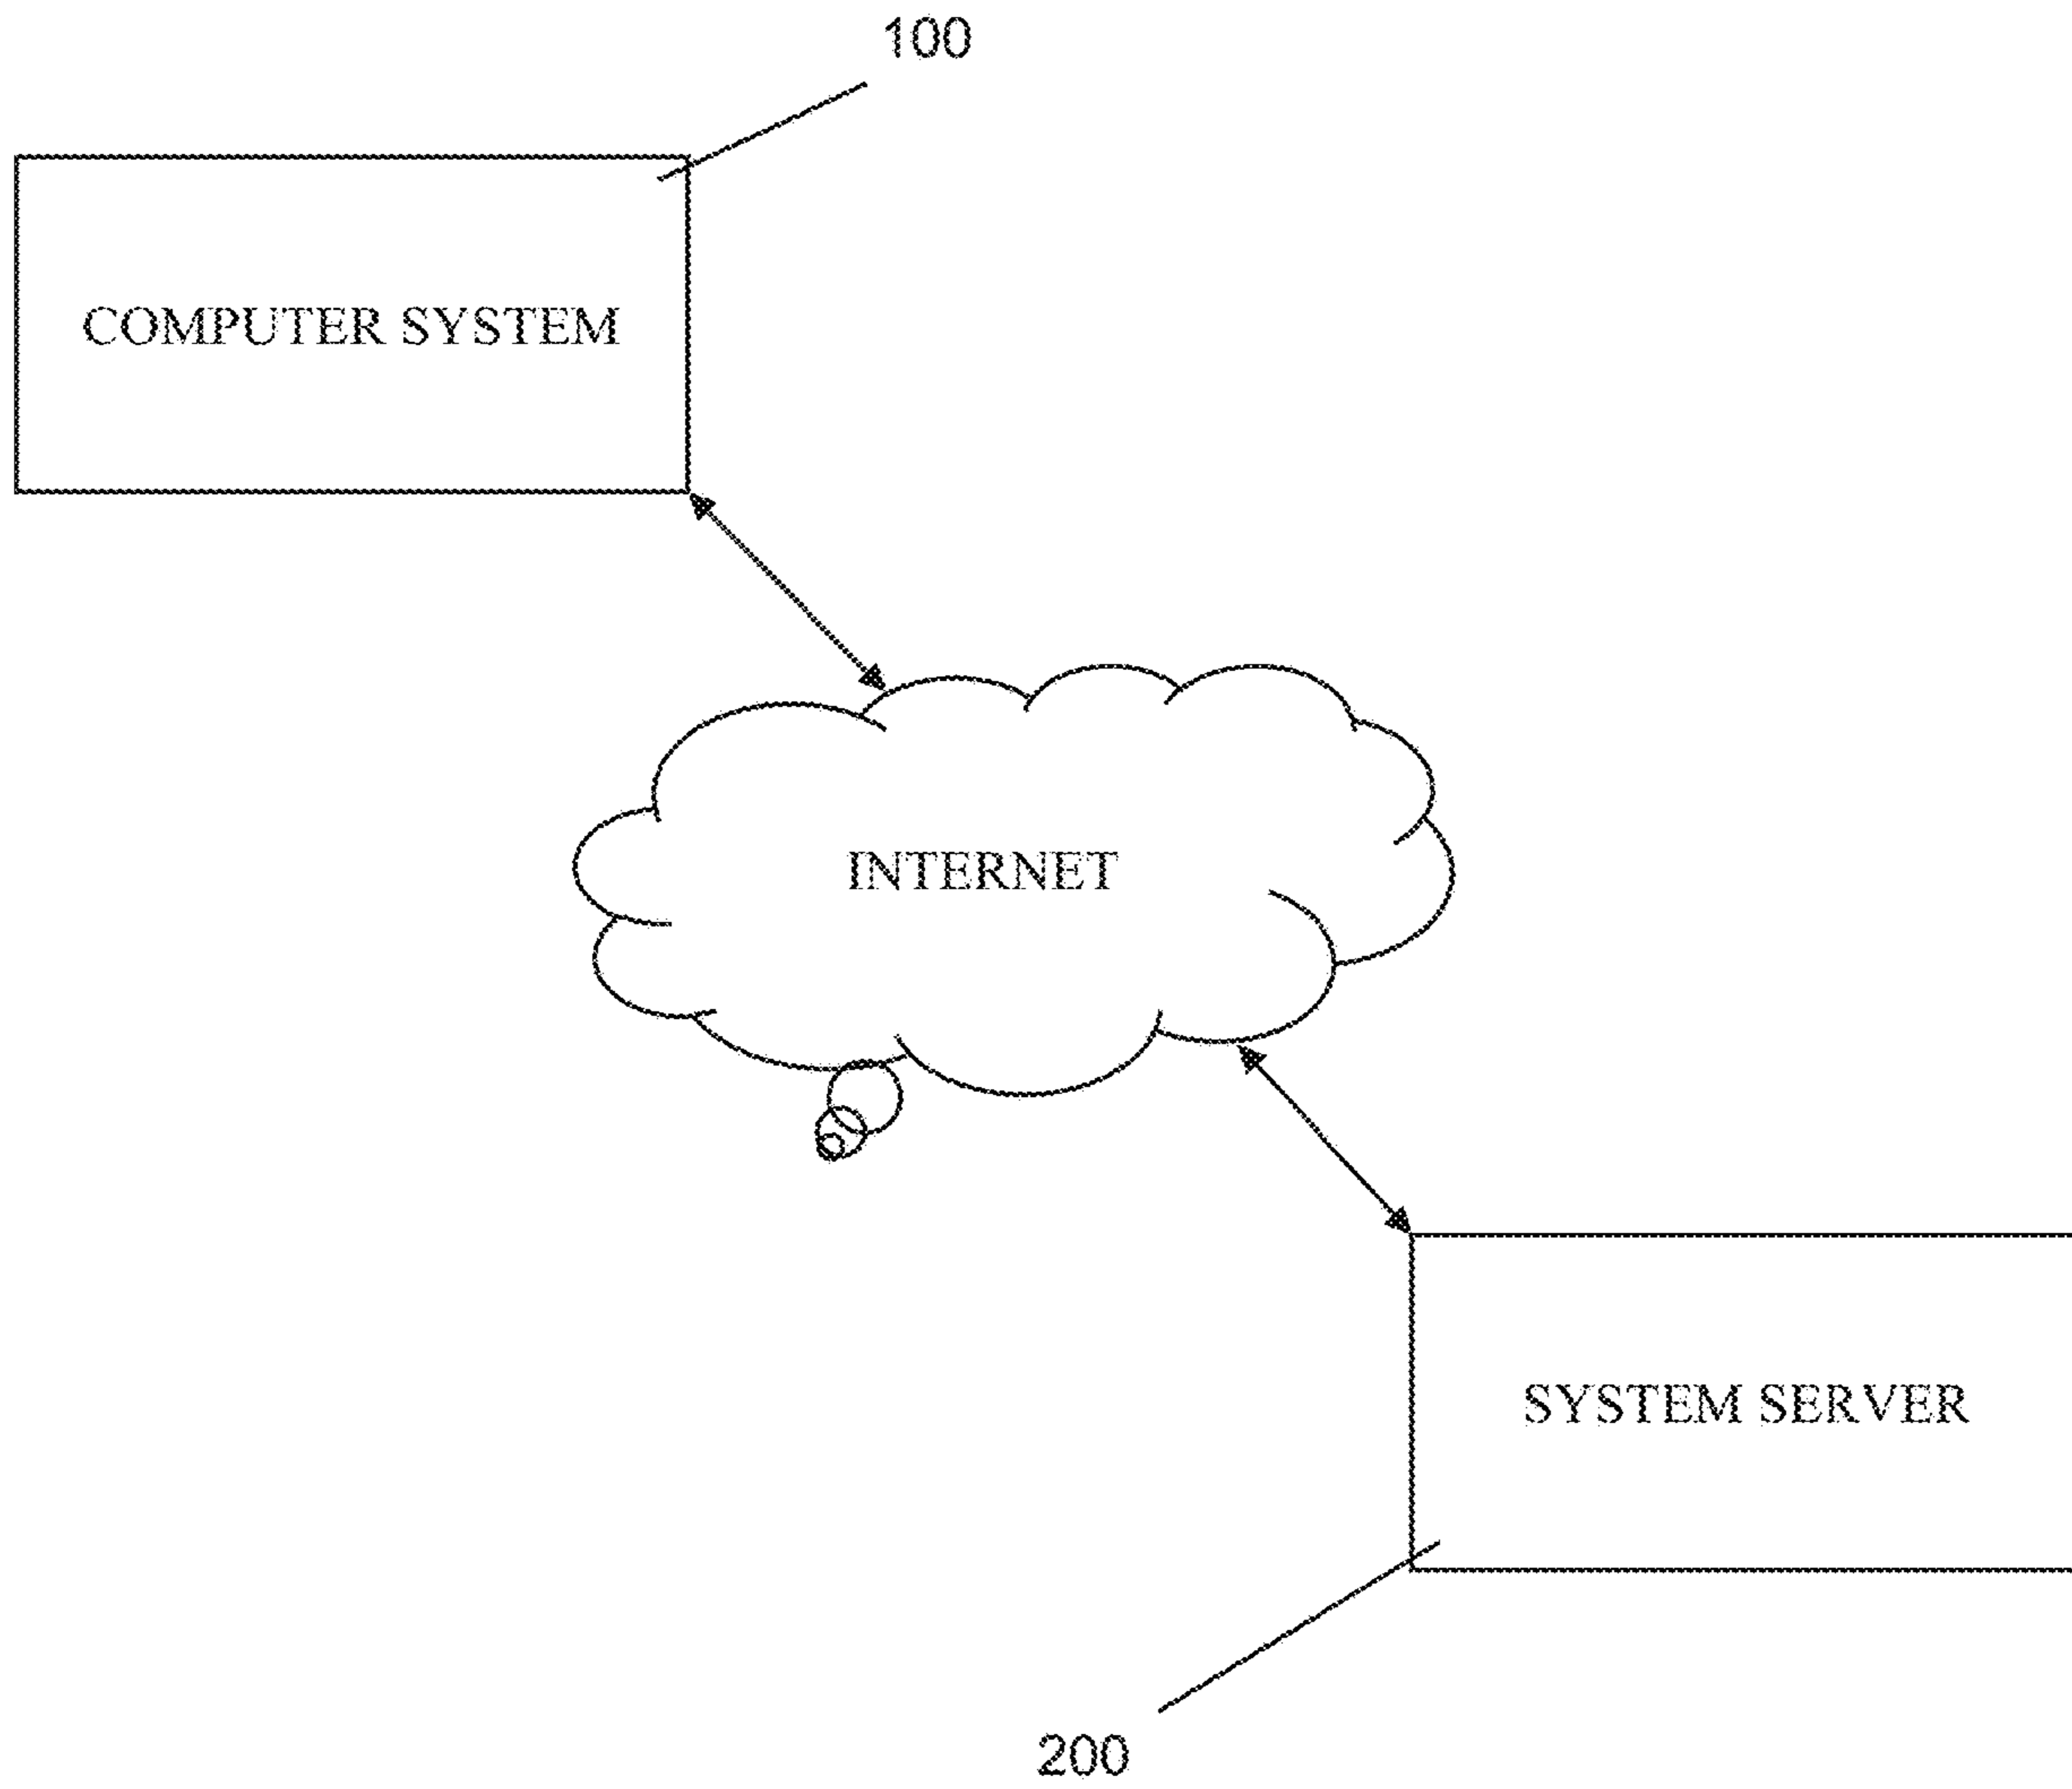 100
COMPUTER SYSTEM
INTERNET
SYSTEM SERVER
200